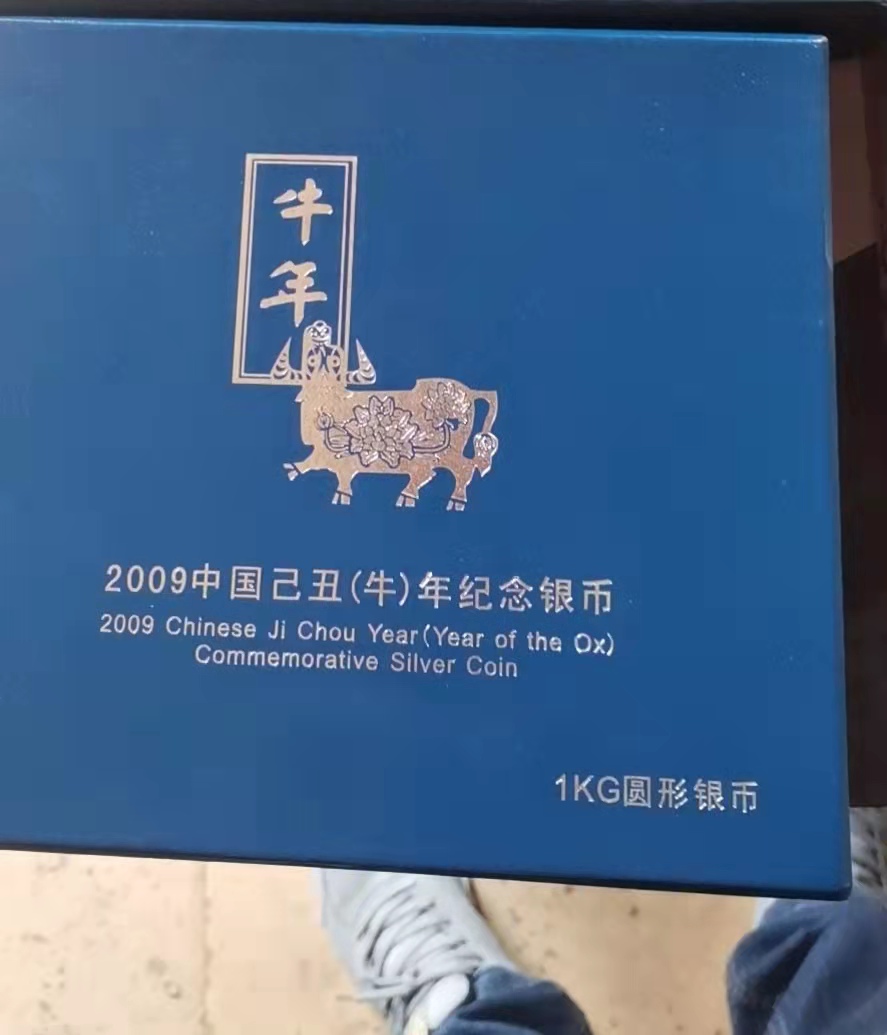 牛
年
2009中国己丑(牛)年纪念银币
2009 Chinese Ji Chou Year(Year of the Ox)
Commemorative Silver Coin
1KG圆形银币